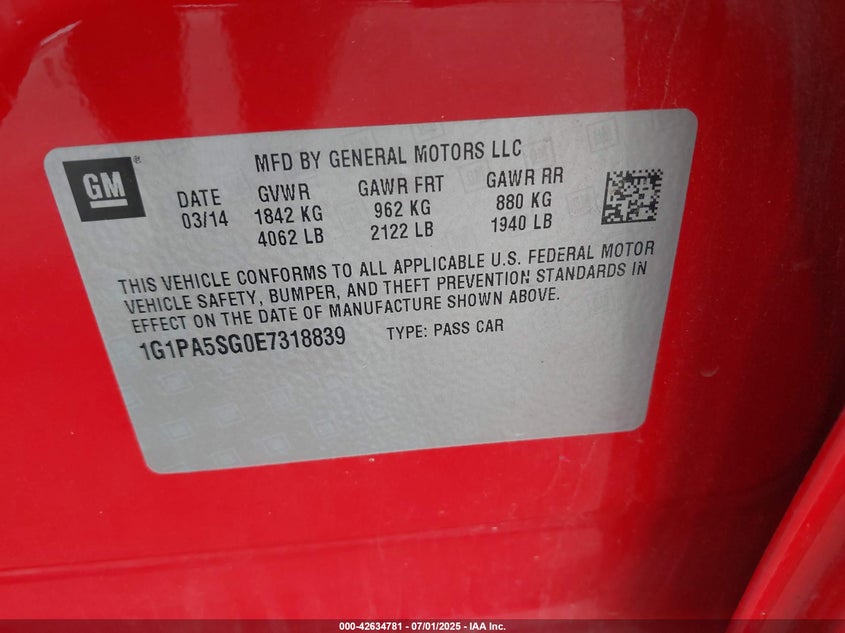 GM®
MFD BY GENERAL MOTORS LLC
DATE GVWR GAWR FRT GAWR RR
03/14 1842 KG 962 KG 880 KG
4062 LB 2122 LB 1940 LB
THIS VEHICLE CONFORMS TO ALL APPLICABLE U.S. FEDERAL MOTOR
VEHICLE SAFETY, BUMPER, AND THEFT PREVENTION STANDARDS IN
EFFECT ON THE DATE OF MANUFACTURE SHOWN ABOVE.
1G1PA5SG0E7318839 TYPE: PASS CAR
000-42634781 - 07/01/2025 - IAA Inc.